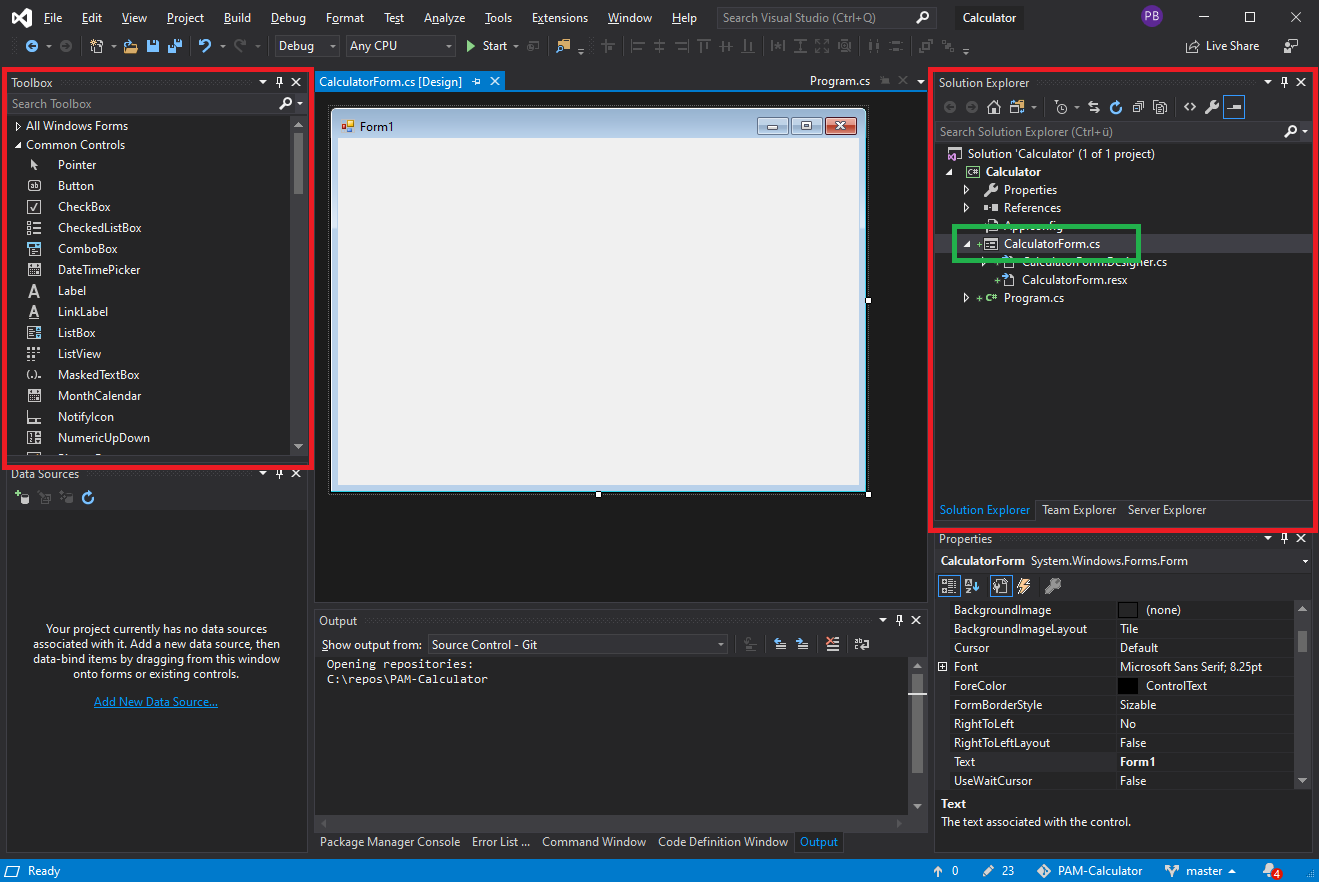 File Edit View Project Build Debug Format Test Analyze Tools Extensions Window Help Search Visual Studio (Ctrl+Q) Calculator PB
Debug Any CPU Start Live Share
Toolbox
Search Toolbox
All Windows Forms
Common Controls
Pointer
Button
CheckBox
CheckedListBox
ComboBox
DateTimePicker
Label
LinkLabel
ListBox
ListView
MaskedTextBox
MonthCalendar
NotifyIcon
NumericUpDown
Data Sources
Your project currently has no data sources
associated with it. Add a new data source, then
data-bind items by dragging from this window
onto forms or existing controls.
Add New Data Source...
CalculatorForm.cs [Design] Program.cs
Form1
Output
Show output from: Source Control - Git
Opening repositories:
C:\repos\PAM-Calculator
Package Manager Console Error List ... Command Window Code Definition Window Output
Solution Explorer
Search Solution Explorer (Ctrl+ü)
Solution 'Calculator' (1 of 1 project)
C# Calculator
Properties
References
App.config
CalculatorForm.cs
CalculatorForm.Designer.cs
CalculatorForm.resx
C# Program.cs
Solution Explorer Team Explorer Server Explorer
Properties
CalculatorForm System.Windows.Forms.Form
BackgroundImage (none)
BackgroundImageLayout Tile
Cursor Default
Font Microsoft Sans Serif; 8.25pt
ForeColor ControlText
FormBorderStyle Sizable
RightToLeft No
RightToLeftLayout False
Text Form1
UseWaitCursor False
Text
The text associated with the control.
Ready 0 23 PAM-Calculator master 4